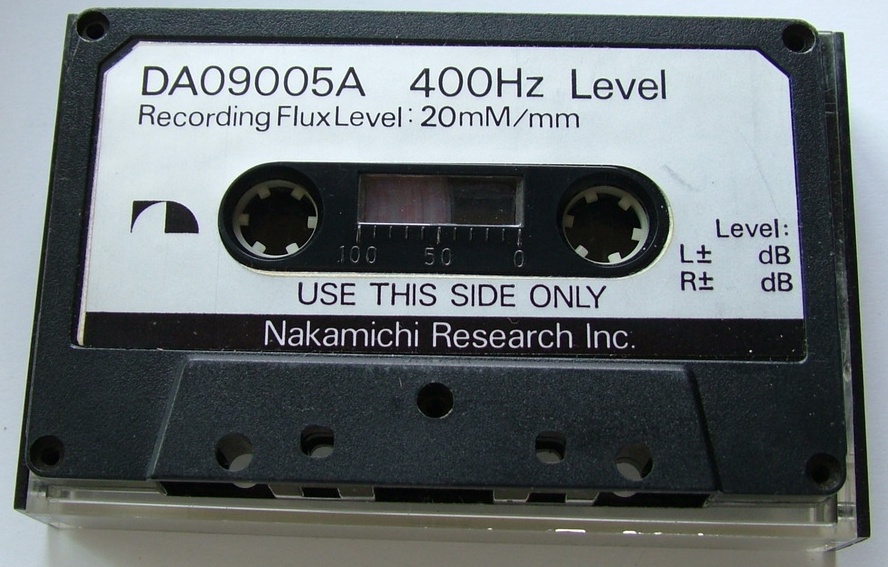 DA09005A 400Hz Level
Recording Flux Level: 20mM/mm
100 50 0
Level:
L± dB
R± dB
USE THIS SIDE ONLY
Nakamichi Research Inc.